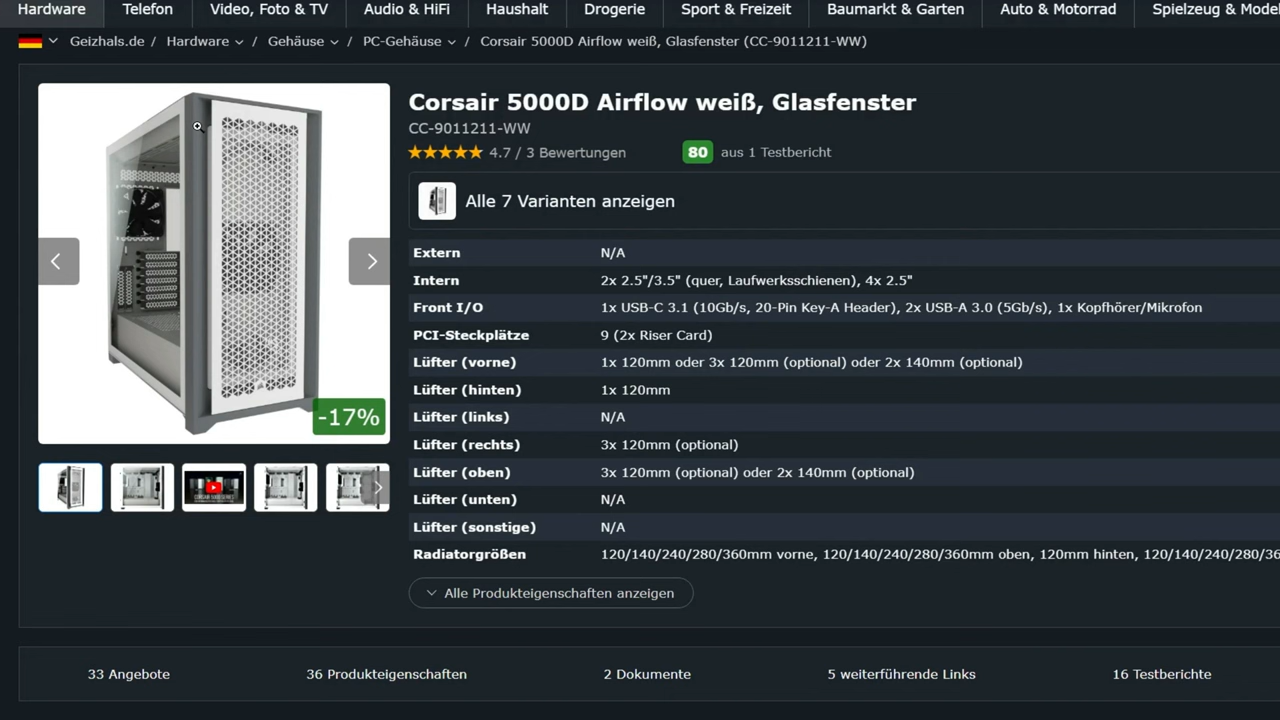 Hardware Telefon Video, Foto & TV Audio & HiFi Haushalt Drogerie Sport & Freizeit Baumarkt & Garten Auto & Motorrad Spielzeug &
Geizhals.de / Hardware / Gehäuse / PC-Gehäuse / Corsair 5000D Airflow weiß, Glasfenster (CC-9011211-WW)
Corsair 5000D Airflow weiß, Glasfenster
CC-9011211-WW
4.7 / 3 Bewertungen 80 aus 1 Testbericht
Alle 7 Varianten anzeigen
Extern N/A
Intern 2x 2.5"/3.5" (quer, Laufwerksschienen), 4x 2.5"
Front I/O 1x USB-C 3.1 (10Gb/s, 20-Pin Key-A Header), 2x USB-A 3.0 (5Gb/s), 1x Kopfhörer/Mikrofon
PCI-Steckplätze 9 (2x Riser Card)
Lüfter (vorne) 1x 120mm oder 3x 120mm (optional) oder 2x 140mm (optional)
Lüfter (hinten) 1x 120mm
Lüfter (links) N/A
-17%
Lüfter (rechts) 3x 120mm (optional)
Lüfter (oben) 3x 120mm (optional) oder 2x 140mm (optional)
Lüfter (unten) N/A
Lüfter (sonstige) N/A
Radiatorgrößen 120/140/240/280/360mm vorne, 120/140/240/280/360mm oben, 120mm hinten, 120/140/240/280/36
Alle Produkteigenschaften anzeigen
33 Angebote 36 Produkteigenschaften 2 Dokumente 5 weiterführende Links 16 Testberichte